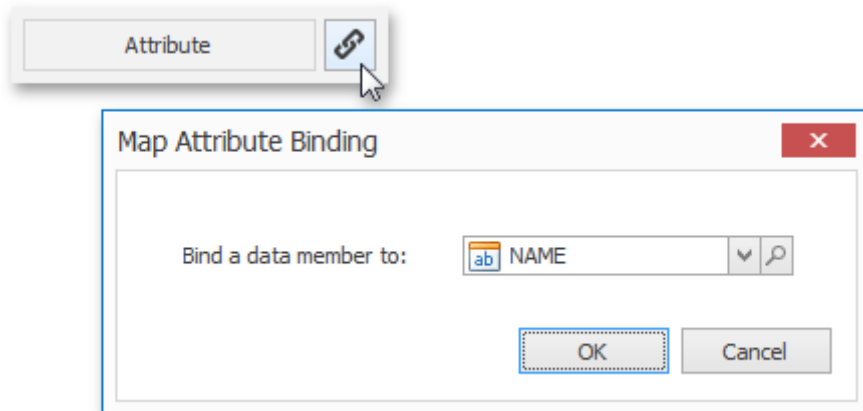 Attribute
Map Attribute Binding
Bind a data member to: ab NAME
OK Cancel